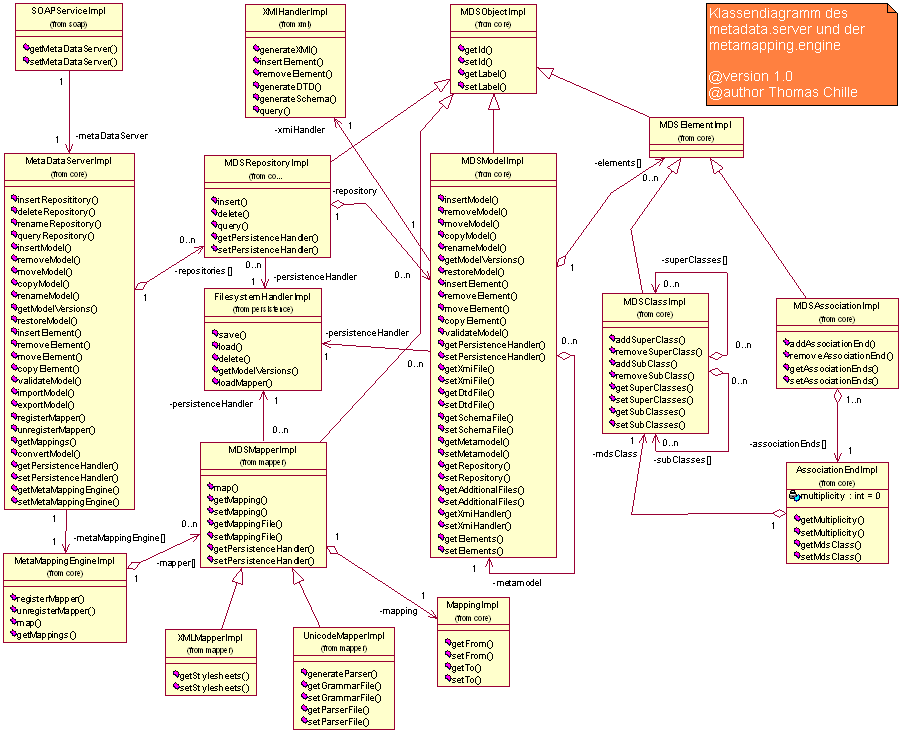 SOAPServiceImpl
(from soap)
getMetaDataServer()
setMetaDataServer()
XMIHandlerImpl
(from xmi)
generateXMI()
insertElement()
removeElement()
generateDTD()
generateSchema()
query()
MDSObjectImpl
(from core)
getId()
setId()
getLabel()
setLabel()
Klassendiagramm des
metadata.server und der
metamapping.engine
@version 1.0
@author Thomas Chille
1
-metaDataServer
1
-xmiHandler
1
1
MDSElementImpl
(from core)
-elements[]
0..n
1
MetaDataServerImpl
(from core)
insertReposititory()
deleteRepository()
renameRepository()
queryRepository()
insertModel()
removeModel()
moveModel()
copyModel()
renameModel()
getModelVersions()
restoreModel()
insertElement()
removeElement()
moveElement()
copyElement()
validateModel()
importModel()
exportModel()
registerMapper()
unregisterMapper()
getMappings()
convertModel()
getPersistenceHandler()
setPersistenceHandler()
getMetaMappingEngine()
setMetaMappingEngine()
MDSRepositoryImpl
(from co...
insert()
delete()
query()
getPersistenceHandler()
setPersistenceHandler()
-repository
1
0..n
0..n
-repositories []
1
0..n
-persistenceHandler
1
FilesystemHandlerImpl
(from persistence)
save()
load()
delete()
getModelVersions()
loadMapper()
-persistenceHandler
1
0..n
-persistenceHandler
1
0..n
MDSModelImpl
(from core)
insertModel()
removeModel()
moveModel()
copyModel()
renameModel()
getModelVersions()
restoreModel()
insertElement()
removeElement()
moveElement()
copyElement()
validateModel()
getPersistenceHandler()
setPersistenceHandler()
getXmiFile()
setXmiFile()
getDtdFile()
setDtdFile()
getSchemaFile()
setSchemaFile()
getMetamodel()
setMetamodel()
getRepository()
setRepository()
getAdditionalFiles()
setAdditionalFiles()
getXmiHandler()
setXmiHandler()
getElements()
setElements()
0..n
1
-metamodel
MDSClassImpl
(from core)
addSuperClass()
removeSuperClass()
addSubClass()
removeSubClass()
getSuperClasses()
setSuperClasses()
getSubClasses()
setSubClasses()
-superClasses[]
0..n
0..n
0..n
0..n
-subClasses[]
1
-mdsClass
MDSAssociationImpl
(from core)
addAssociationEnd()
removeAssociationEnd()
getAssociationEnds()
setAssociationEnds()
1..n
-associationEnds[]
1
AssociationEndImpl
(from core)
multiplicity : int = 0
getMultiplicity()
setMultiplicity()
getMdsClass()
setMdsClass()
1
MDSMapperImpl
(from mapper)
map()
getMapping()
setMapping()
getMappingFile()
setMappingFile()
getPersistenceHandler()
setPersistenceHandler()
1
-metaMappingEngine[]
1
0..n
-mapper[]
1
MetaMappingEngineImpl
(from core)
registerMapper()
unregisterMapper()
map()
getMappings()
1
-mapping
1
MappingImpl
(from core)
getFrom()
setFrom()
getTo()
setTo()
XMLMapperImpl
(from mapper)
getStylesheets()
setStylesheets()
UnicodeMapperImpl
(from mapper)
generateParser()
getGrammarFile()
setGrammarFile()
getParserFile()
setParserFile()